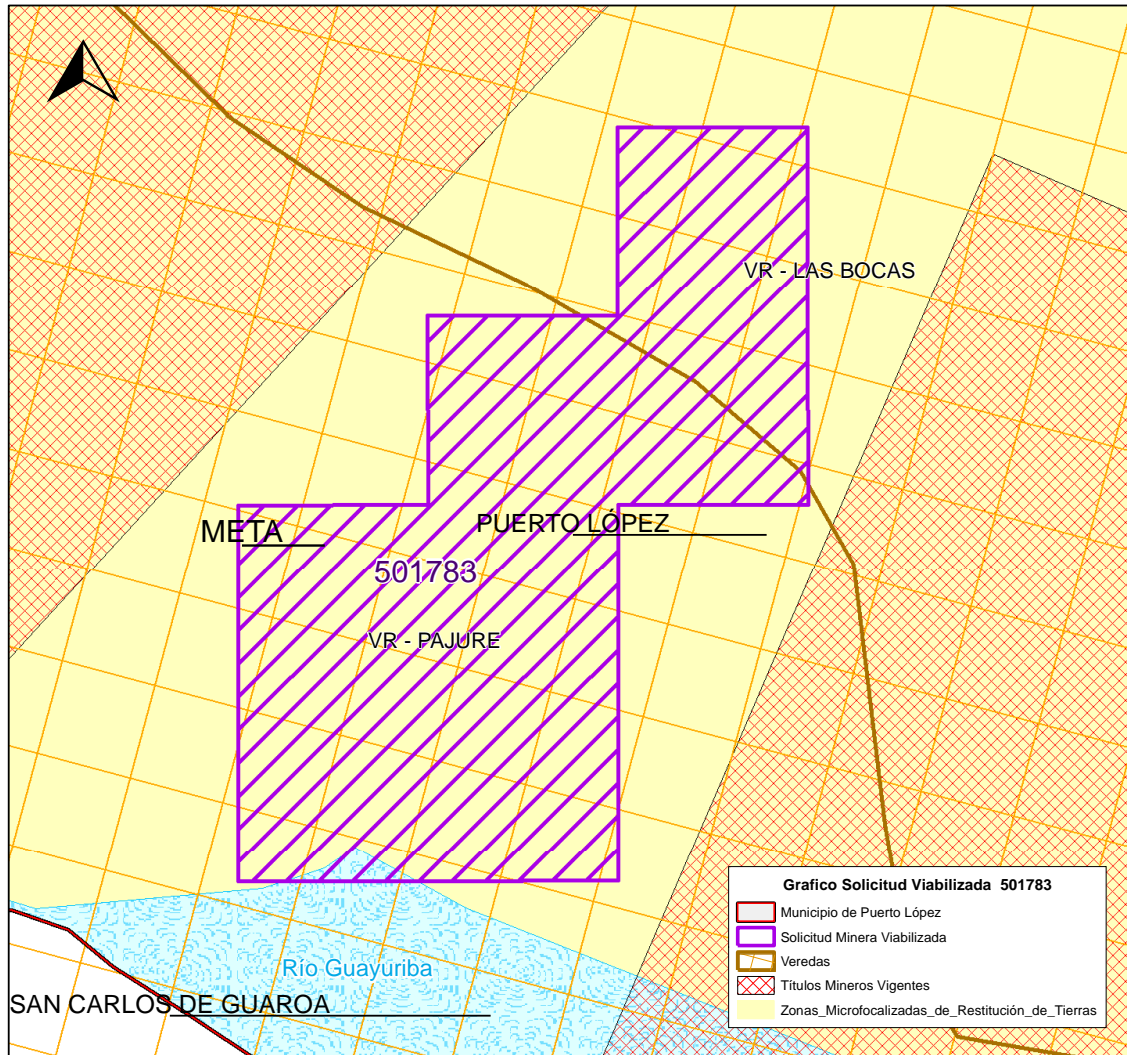 VR - LAS BOCAS
PUERTO LÓPEZ
META
501783
VR - PAJURE
Río Guayuriba
SAN CARLOS DE GUAROA
Grafico Solicitud Viabilizada 501783
Municipio de Puerto López
Solicitud Minera Viabilizada
Veredas
Títulos Mineros Vigentes
Zonas_Microfocalizadas_de_Restitución_de_Tierras